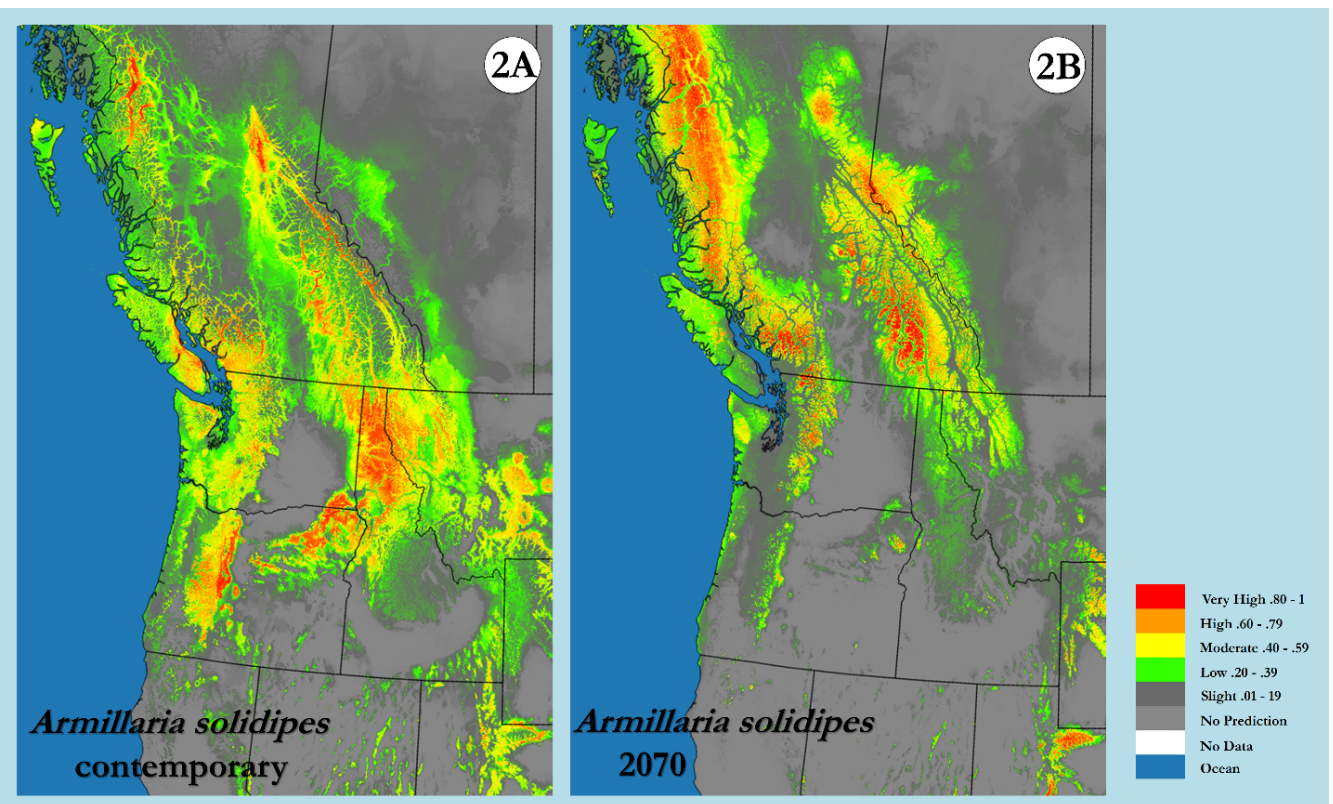 2A
Armillaria solidipes
contemporary
2B
Armillaria solidipes
2070
Very High .80 - 1
High .60 - .79
Moderate .40 - .59
Low .20 - .39
Slight .01 - 19
No Prediction
No Data
Ocean